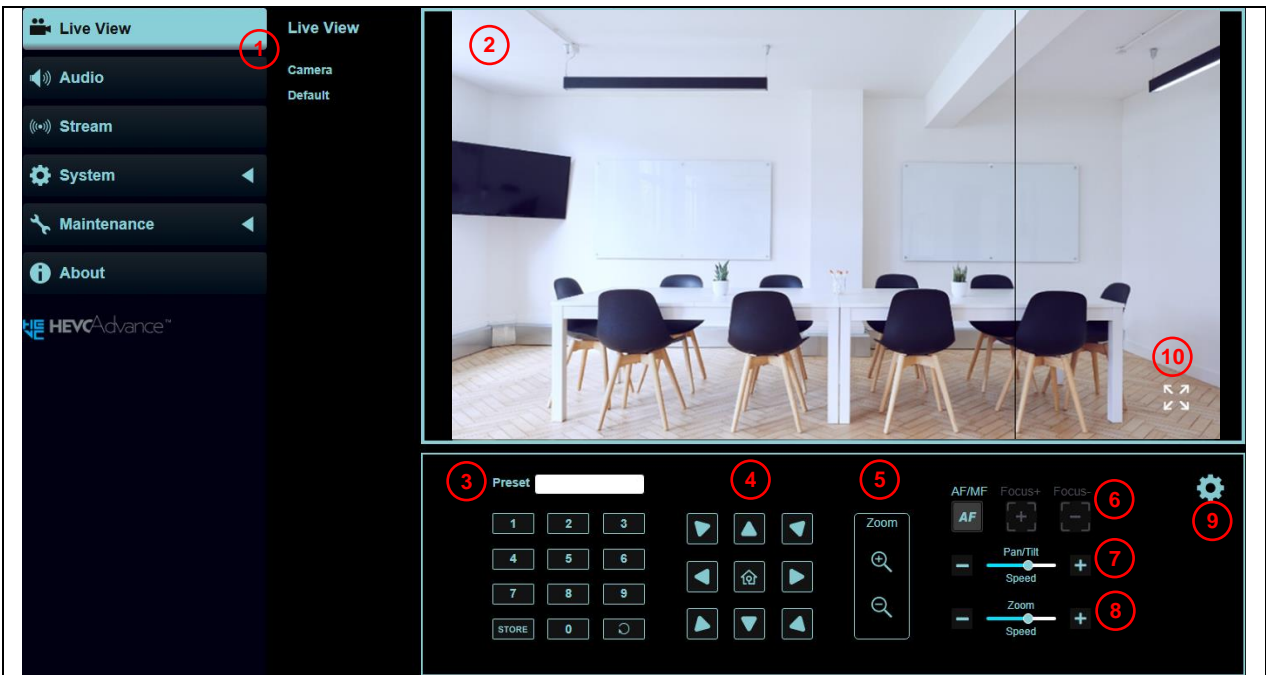 Live View
Audio
Stream
System
Maintenance
About
HEVCAdvance™
1
Live View
Camera
Default
2
10
3
Preset
1 2 3
4 5 6
7 8 9
STORE 0
4
5
Zoom
AF/MF Focus+ Focus-
AF
6
Pan/Tilt
Speed
7
Zoom
Speed
8
9